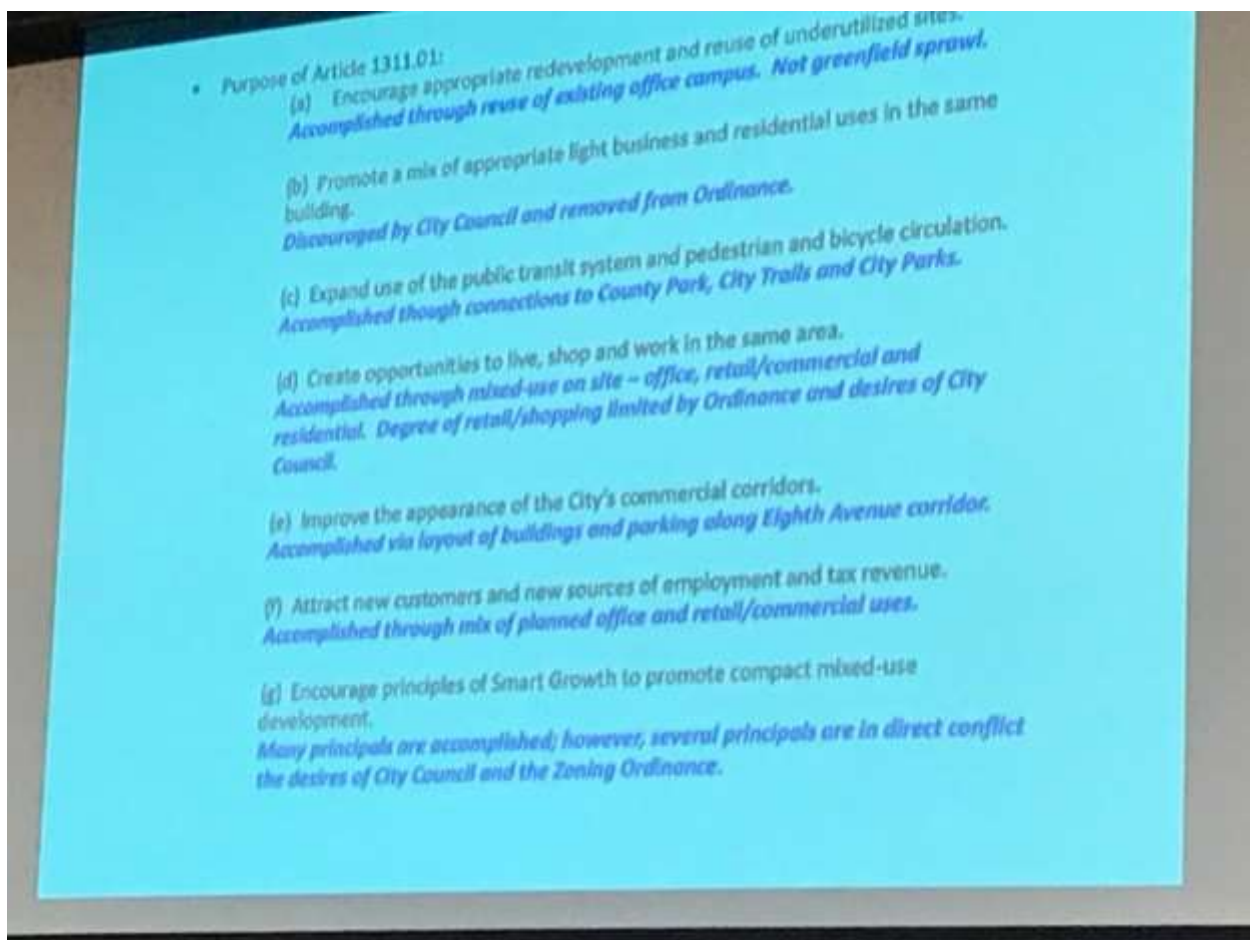 • Purpose of Article 1311.01:
(a) Encourage appropriate redevelopment and reuse of underutilized sites.
Accomplished through reuse of existing office campus. Not greenfield sprawl.
(b) Promote a mix of appropriate light business and residential uses in the same
building.
Discouraged by City Council and removed from Ordinance.
(c) Expand use of the public transit system and pedestrian and bicycle circulation.
Accomplished though connections to County Park, City Trails and City Parks.
(d) Create opportunities to live, shop and work in the same area.
Accomplished through mixed-use on site – office, retail/commercial and
residential. Degree of retail/shopping limited by Ordinance and desires of City
Council.
(e) Improve the appearance of the City's commercial corridors.
Accomplished via layout of buildings and parking along Eighth Avenue corridor.
(f) Attract new customers and new sources of employment and tax revenue.
Accomplished through mix of planned office and retail/commercial uses.
(g) Encourage principles of Smart Growth to promote compact mixed-use
development.
Many principals are accomplished; however, several principals are in direct conflict
the desires of City Council and the Zoning Ordinance.